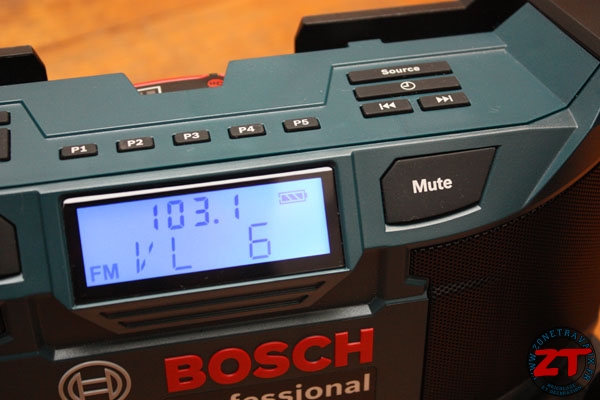 Source
P1 P2 P3 P4 P5
Mute
103.1
VL 6
FM
BOSCH
fessional
ZT